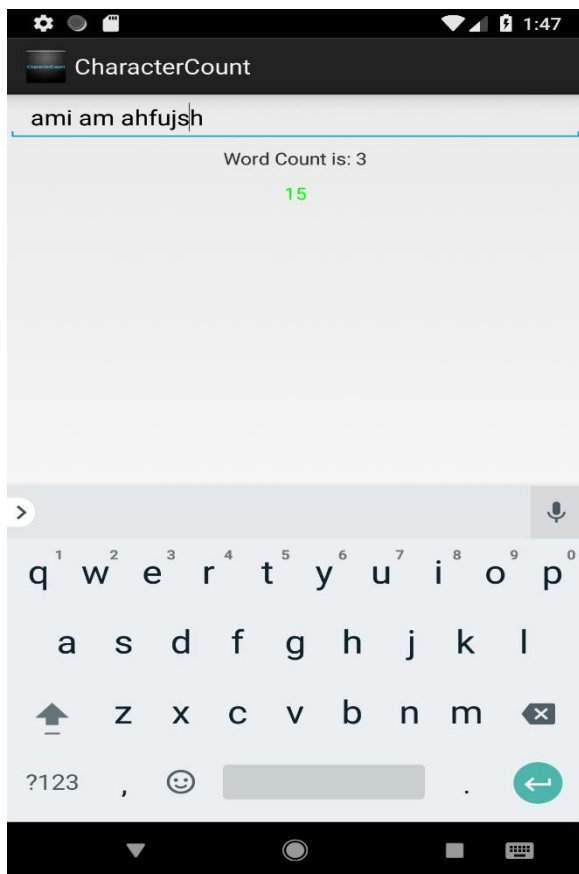 1:47
CharacterCount
ami am ahfujsh
Word Count is: 3
15
1 2 3 4 5 6 7 8 9 0
q w e r t y u i o p
a s d f g h j k l
z x c v b n m
?123 , .